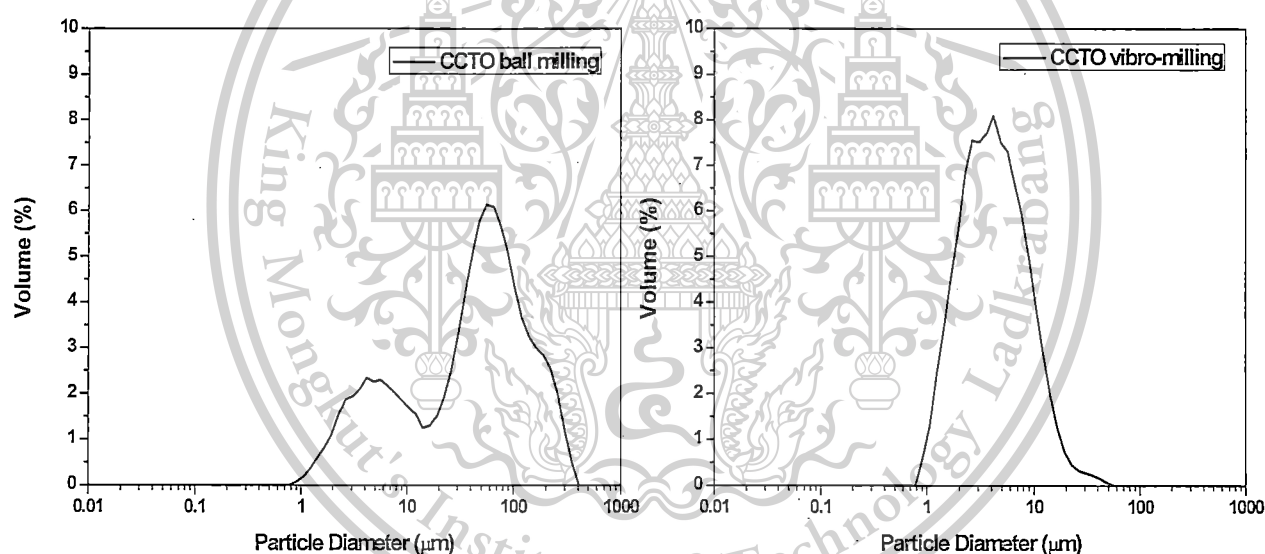 CCTO ball milling
10
9
8
7
6
5
4
3
2
1
0
Volume (%)
0.01 0.1 1 10 100 1000
Particle Diameter (μm)
CCTO vibro-milling
10
9
8
7
6
5
4
3
2
1
0
Volume (%)
0.01 0.1 1 10 100 1000
Particle Diameter (μm)
King Mongkut's Institute of Technology Ladkrabang